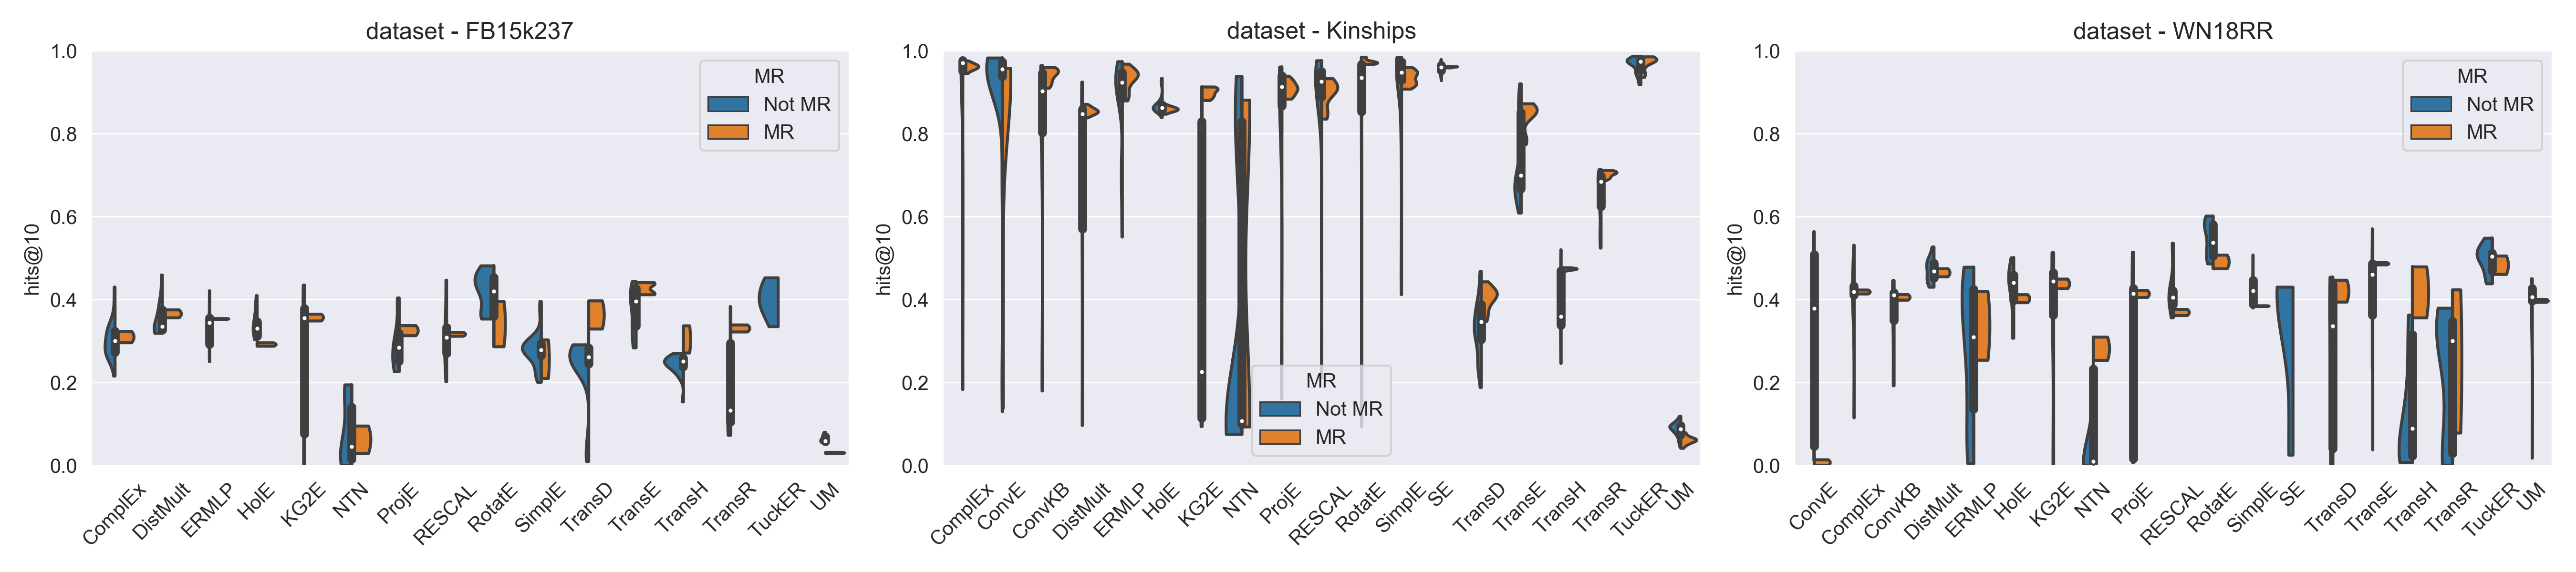 dataset - FB15k237
hits@10
1.0
0.8
0.6
0.4
0.2
0.0
MR
Not MR
MR
ComplEx
DistMult
ERMLP
HolE
KG2E
NTN
ProjE
RESCAL
RotatE
SimplE
TransD
TransE
TransH
TransR
TuckER
UM
dataset - Kinships
hits@10
1.0
0.8
0.6
0.4
0.2
0.0
MR
Not MR
MR
ComplEx
ConvE
ConvKB
DistMult
ERMLP
HolE
KG2E
NTN
ProjE
RESCAL
RotatE
SimplE
SE
TransD
TransE
TransH
TransR
TuckER
UM
dataset - WN18RR
hits@10
1.0
0.8
0.6
0.4
0.2
0.0
MR
Not MR
MR
ConvE
ComplEx
ConvKB
DistMult
ERMLP
HolE
KG2E
NTN
ProjE
RESCAL
RotatE
SimplE
SE
TransD
TransE
TransH
TransR
TuckER
UM